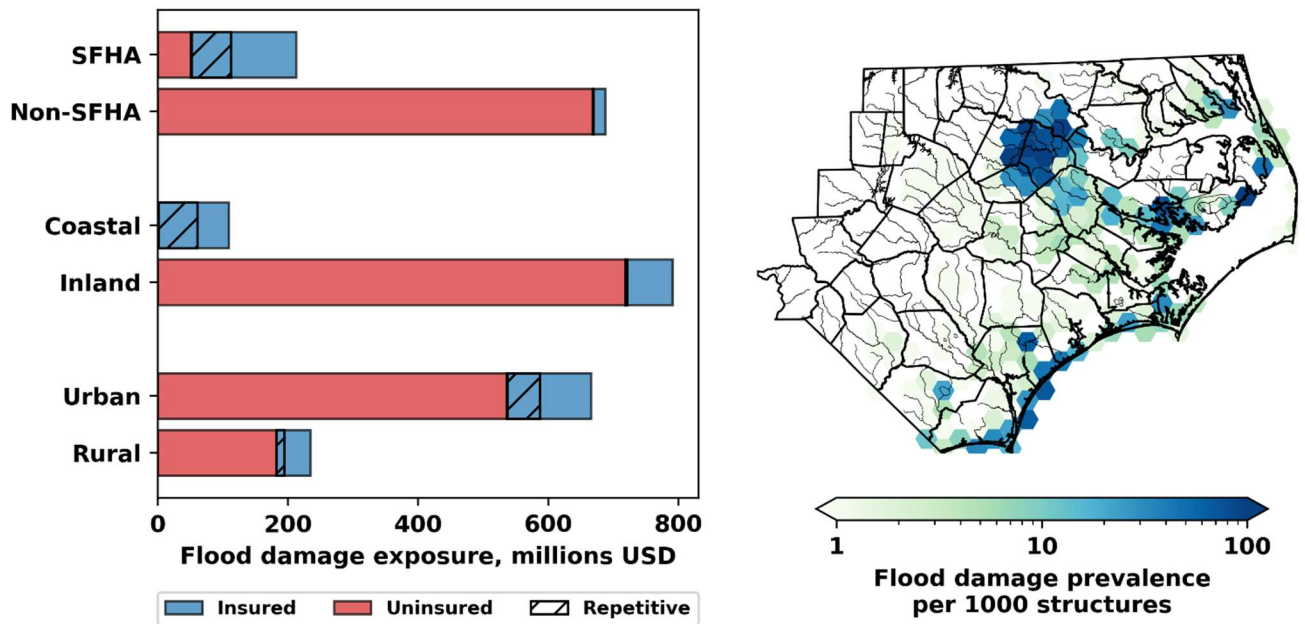 SFHA
Non-SFHA
Coastal
Inland
Urban
Rural
0 200 400 600 800
Flood damage exposure, millions USD
Insured Uninsured Repetitive
1 10 100
Flood damage prevalence
per 1000 structures